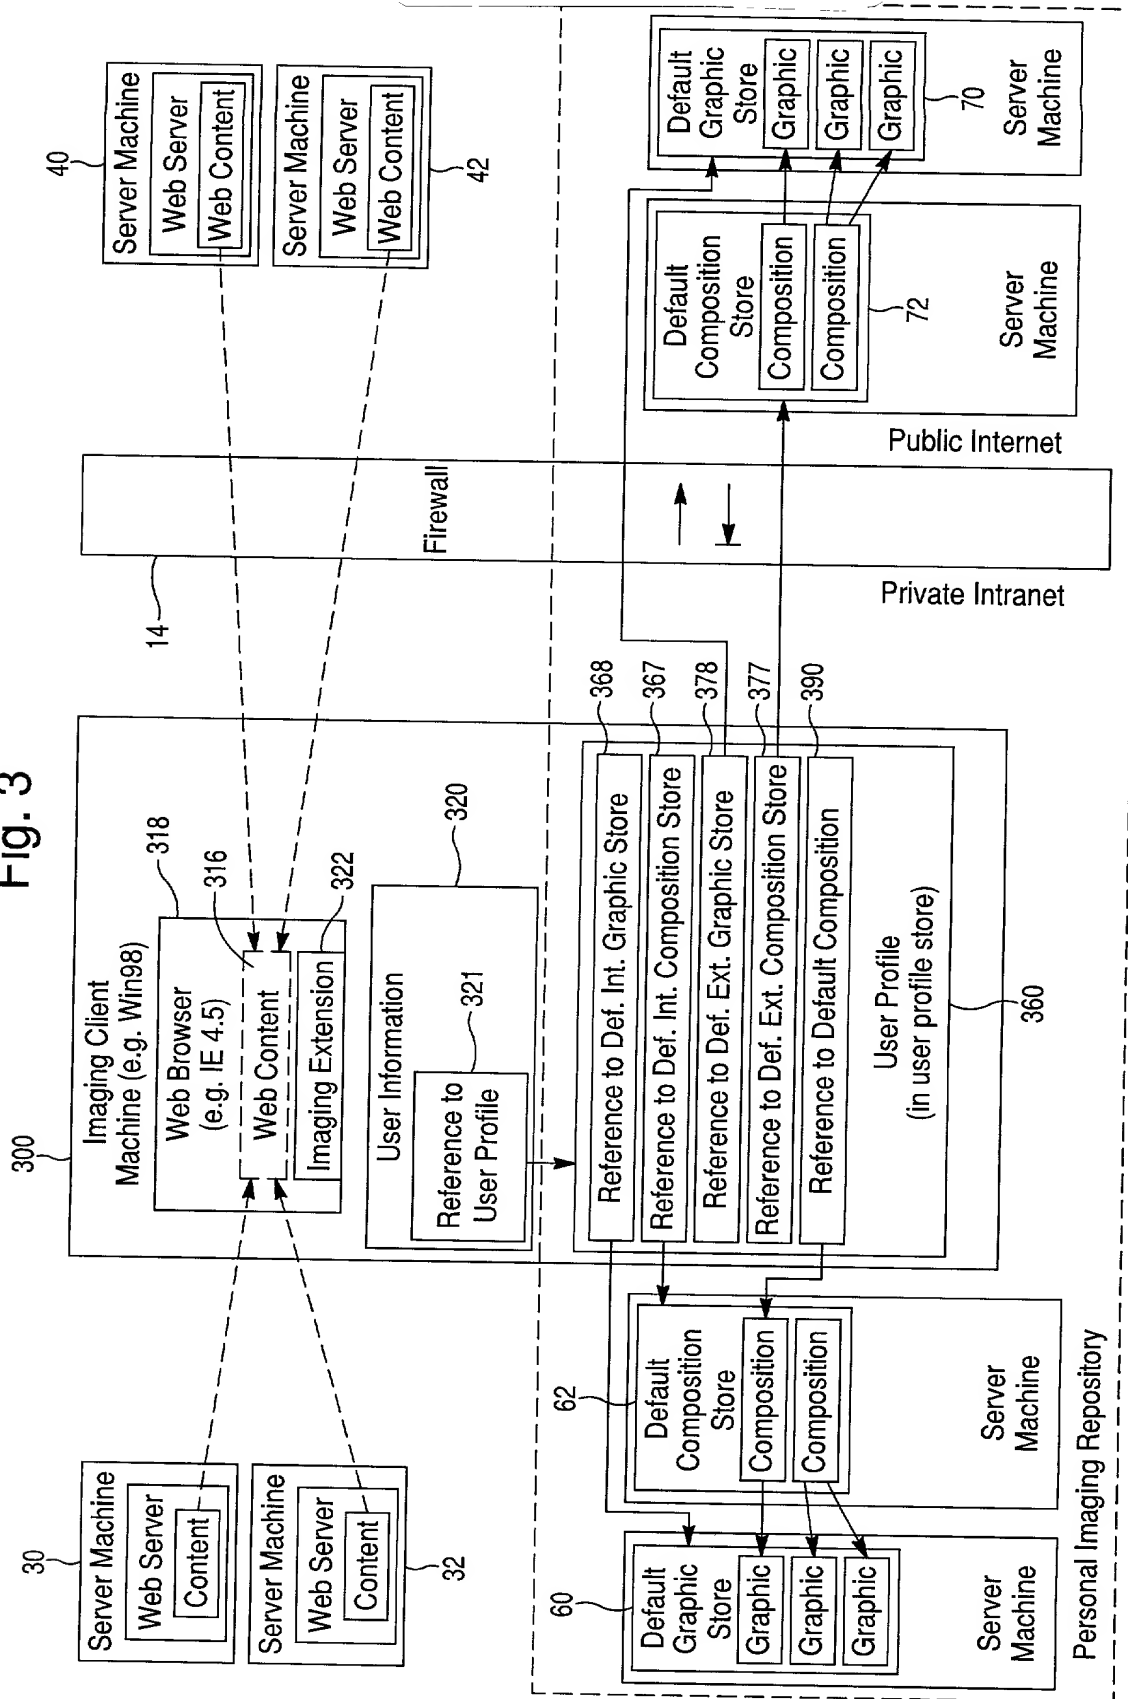 Fig. 3
300
Imaging Client
Machine (e.g. Win98)
318
Web Browser
(e.g. IE 4.5)
316
Web Content
322
Imaging Extension
320
User Information
321
Reference to
User Profile
30
Server Machine
Web Server
Content
Server Machine
Web Server
Content
32
14
Firewall
40
Server Machine
Web Server
Web Content
Server Machine
Web Server
Web Content
42
60
Default
Graphic
Store
Graphic
Graphic
Graphic
Server
Machine
62
Default
Composition
Store
Composition
Composition
Server
Machine
Reference to Def. Int. Graphic Store
368
Reference to Def. Int. Composition Store
367
Reference to Def. Ext. Graphic Store
378
Reference to Def. Ext. Composition Store
377
Reference to Default Composition
390
User Profile
(in user profile store)
360
Private Intranet
Public Internet
Default
Composition
Store
Composition
Composition
72
Server
Machine
Default
Graphic
Store
Graphic
Graphic
Graphic
70
Server
Machine
Personal Imaging Repository